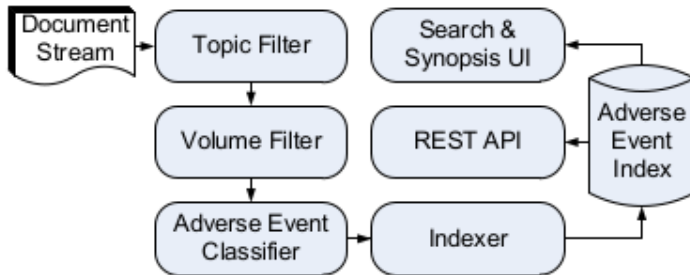 Document
Stream
Topic Filter
Volume Filter
Adverse Event
Classifier
Indexer
Adverse
Event
Index
REST API
Search &
Synopsis UI